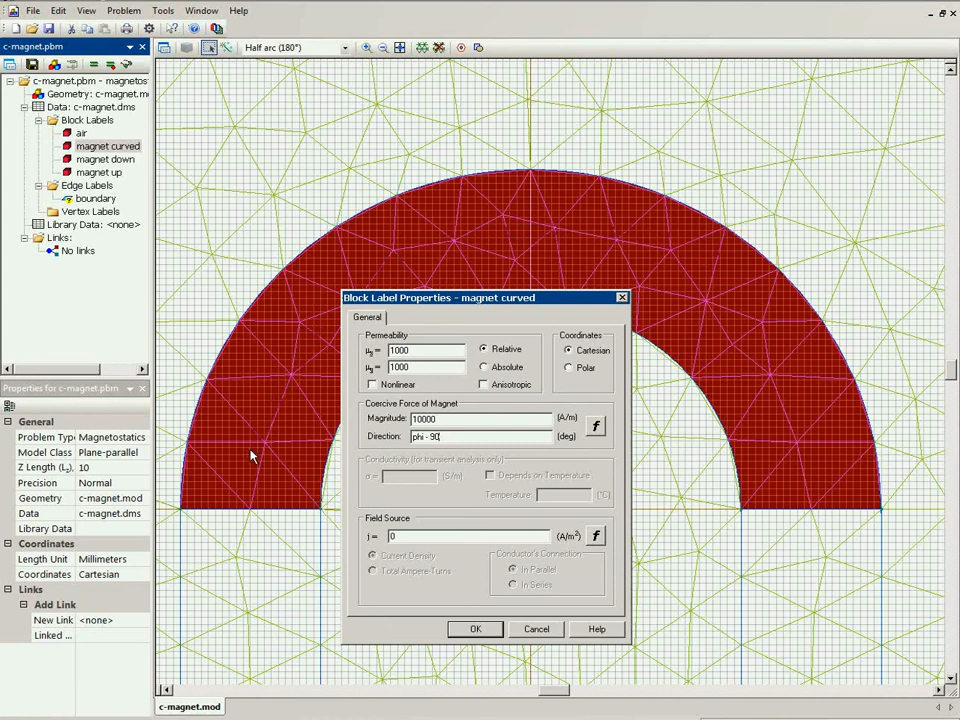 File Edit View Problem Tools Window Help
Half arc (180°)
c-magnet.pbm
c-magnet.pbm - magnetos
Geometry: c-magnet.mo
Data: c-magnet.dms
Block Labels
air
magnet curved
magnet down
magnet up
Edge Labels
boundary
Vertex Labels
Library Data: <none>
Links:
No links
Properties for c-magnet.pbm
General
Problem Type Magnetostatics
Model Class Plane-parallel
Z Length (Lz), 10
Precision Normal
Geometry c-magnet.mod
Data c-magnet.dms
Library Data
Coordinates
Length Unit Millimeters
Coordinates Cartesian
Links
Add Link
New Link <none>
Linked ...
Block Label Properties - magnet curved
General
Permeability
1000
1000
Relative
Absolute
Nonlinear
Anisotropic
Coordinates
Cartesian
Polar
Coercive Force of Magnet
Magnitude: 10000 (A/m)
Direction: phi - 90 (deg)
f
Conductivity (for transient analysis only)
σ = (S/m)
Depends on Temperature
Temperature: (°C)
Field Source
j = 0 (A/m²) f
Current Density
Total Ampere-Turns
Conductor's Connection
In Parallel
In Series
OK Cancel Help
c-magnet.mod